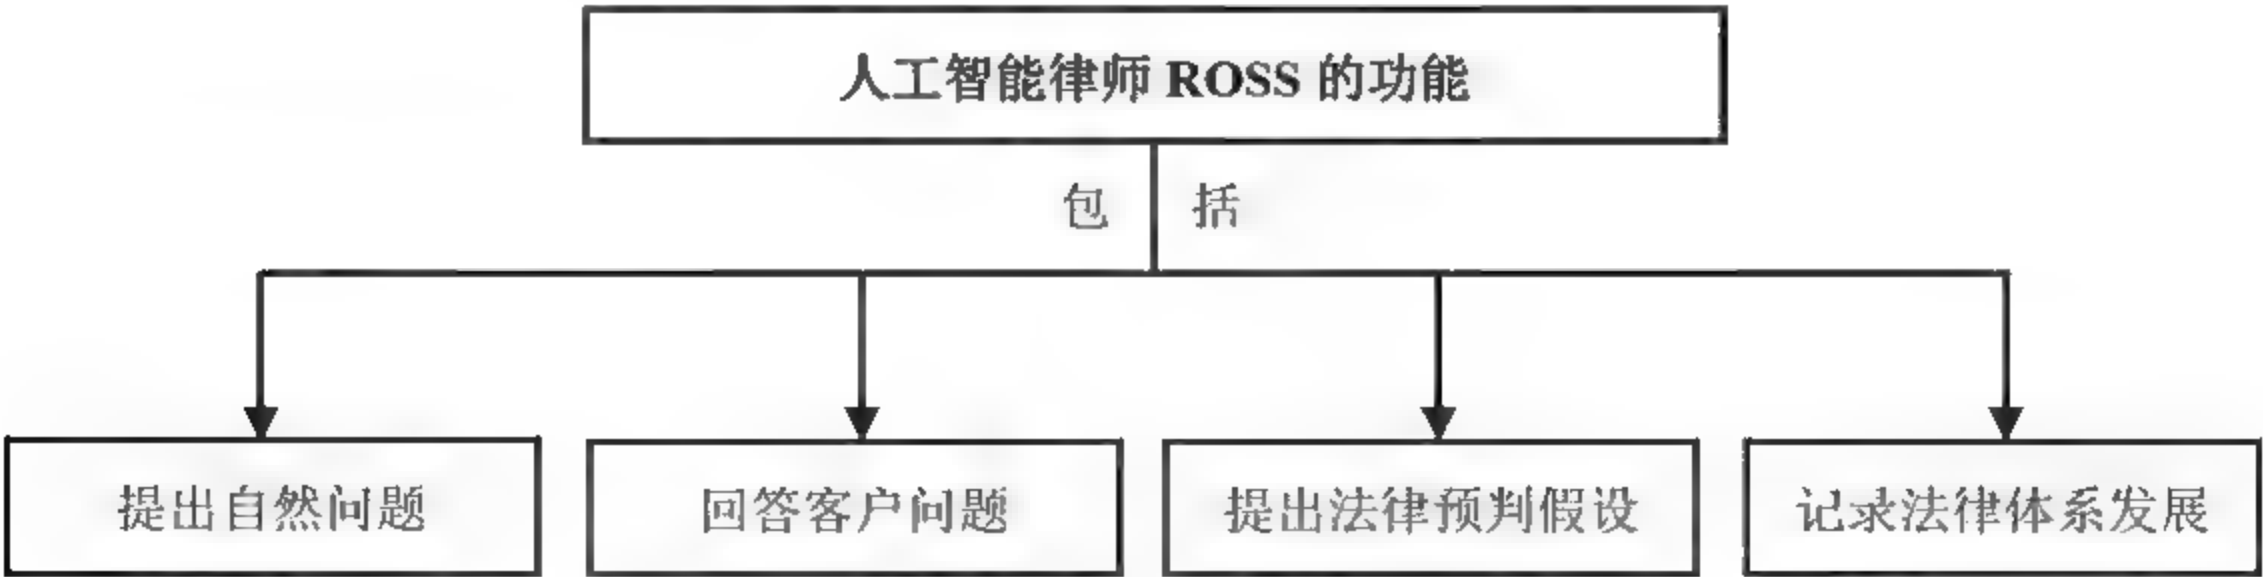 人工智能律师 ROSS 的功能
包 括
提出自然问题
回答客户问题
提出法律预判假设
记录法律体系发展